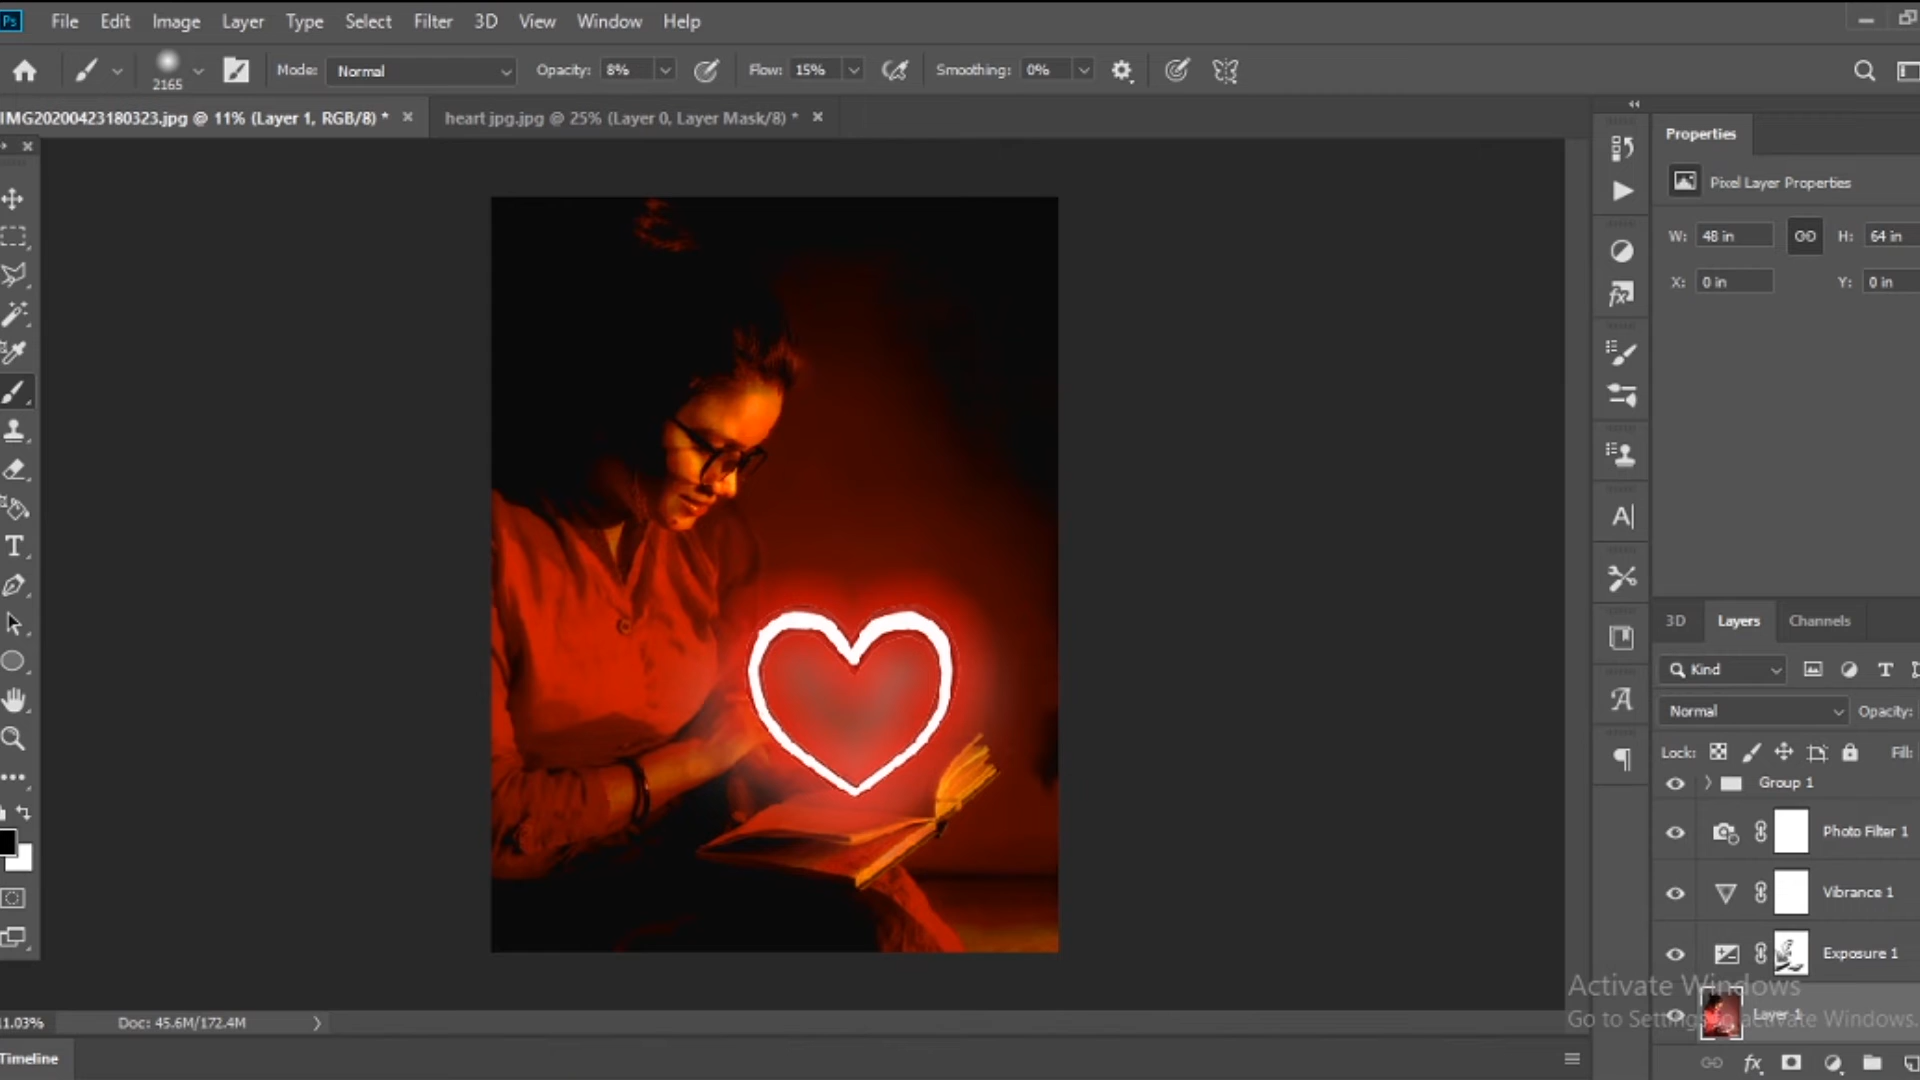 Ps File Edit Image Layer Type Select Filter 3D View Window Help
2165 Mode: Normal Opacity: 8% Flow: 15% Smoothing: 0%
IMG20200423180323.jpg @ 11% (Layer 1, RGB/8) * × heart jpg.jpg @ 25% (Layer 0, Layer Mask/8) * ×
Properties
Pixel Layer Properties
W: 48 in H: 64 in
X: 0 in Y: 0 in
3D Layers Channels
Kind
Normal Opacity:
Lock: Fill:
Group 1
Photo Filter 1
Vibrance 1
Exposure 1
Activate Windows
Layer 1
Go to Settings to activate Windows.
11.03% Doc: 45.6M/172.4M
Timeline